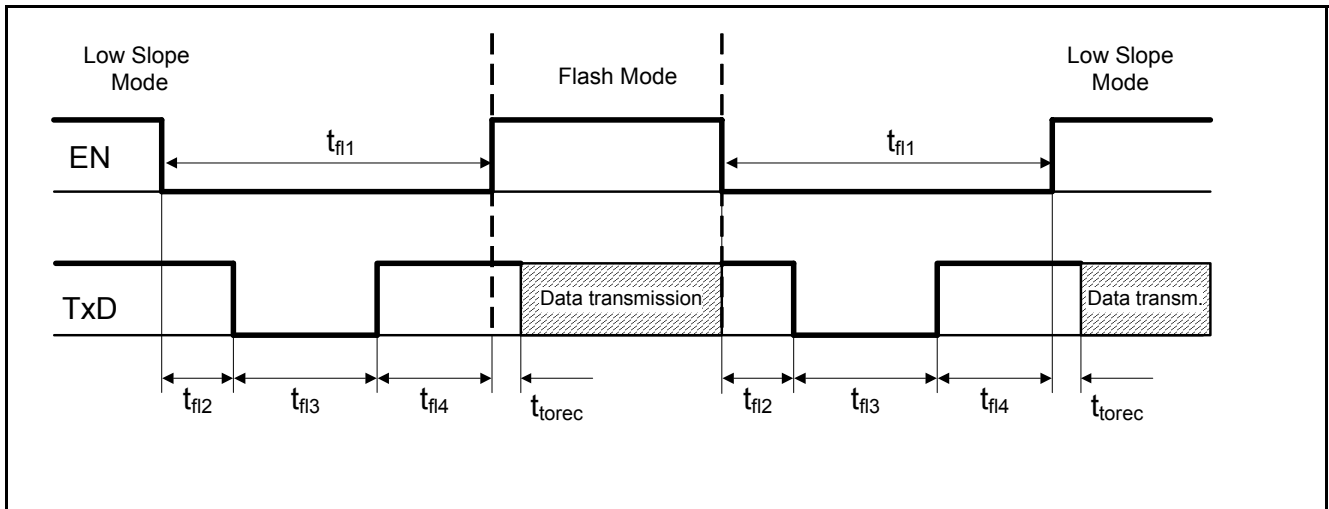 Low Slope
Mode
Flash Mode
Low Slope
Mode
EN
tfl1
tfl1
TxD
Data transmission
Data transm.
tfl2
tfl3
tfl4
ttorec
tfl2
tfl3
tfl4
ttorec